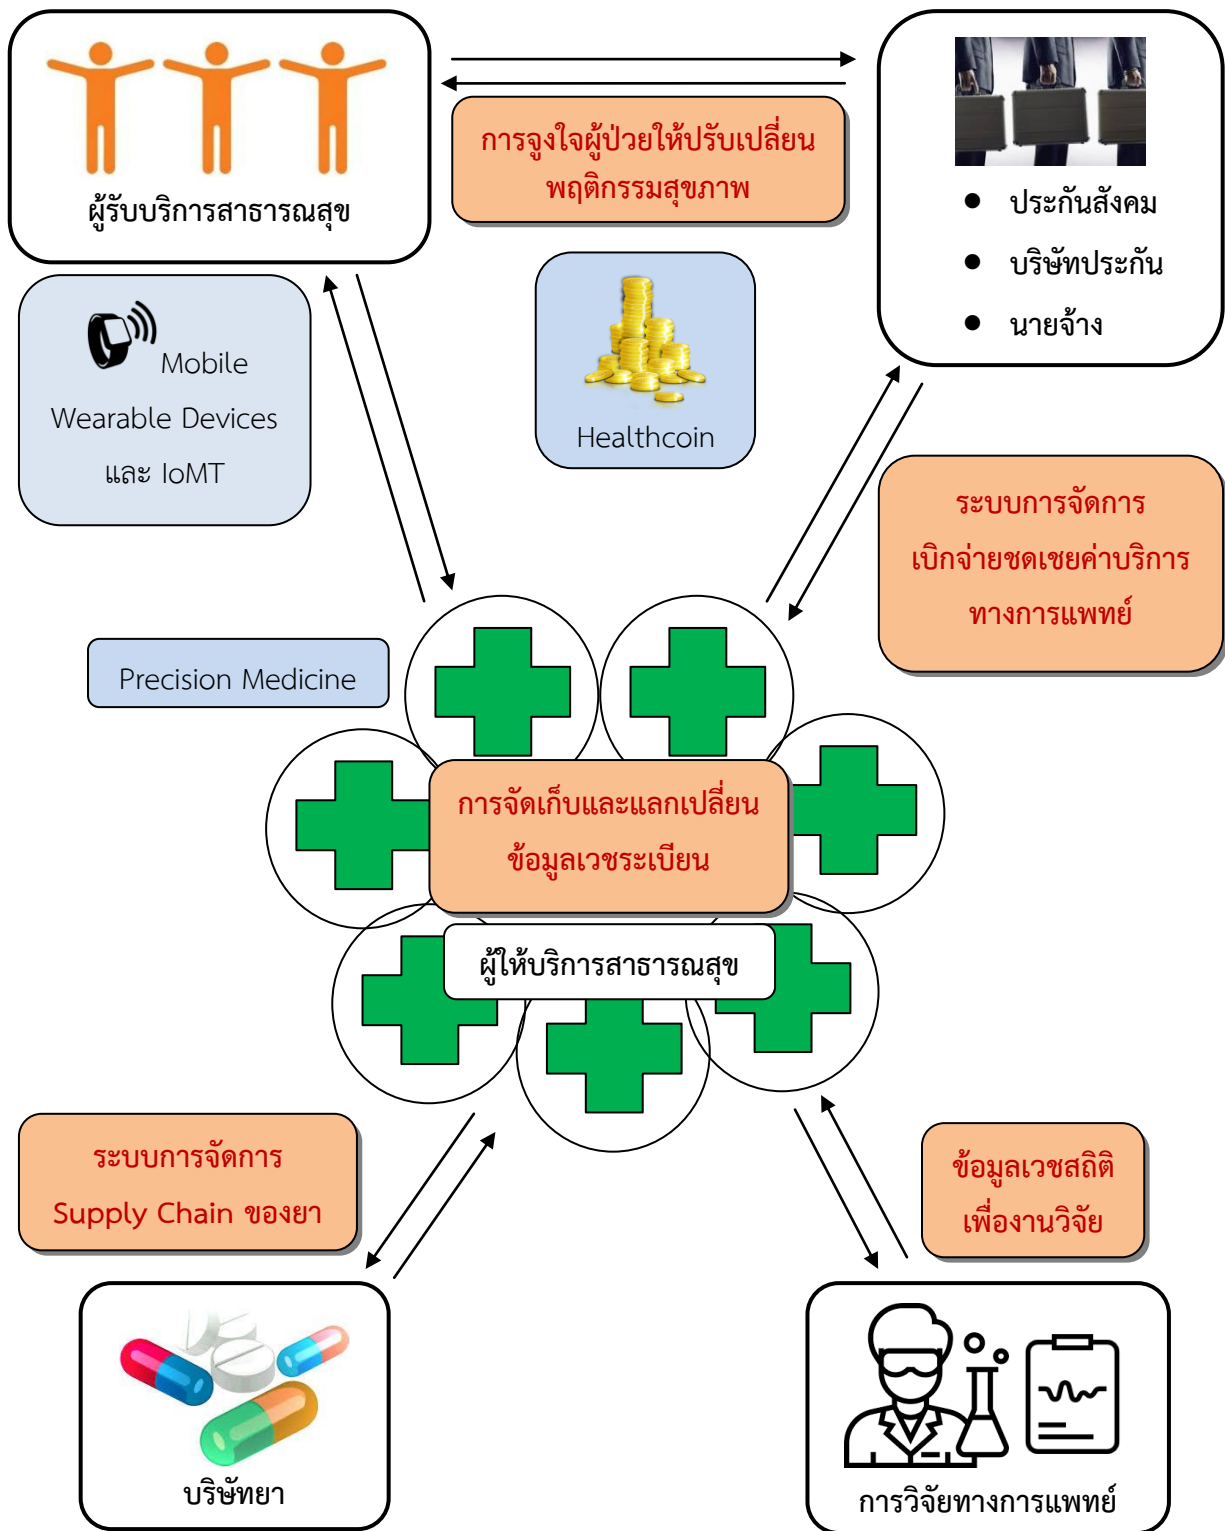 ผู้รับบริการสาธารณสุข
การจูงใจผู้ป่วยให้ปรับเปลี่ยน
พฤติกรรมสุขภาพ
● ประกันสังคม
● บริษัทประกัน
● นายจ้าง
Mobile
Wearable Devices
และ IoMT
Healthcoin
ระบบการจัดการ
เบิกจ่ายชดเชยค่าบริการ
ทางการแพทย์
Precision Medicine
การจัดเก็บและแลกเปลี่ยน
ข้อมูลเวชระเบียน
ผู้ให้บริการสาธารณสุข
ระบบการจัดการ
Supply Chain ของยา
ข้อมูลเวชสถิติ
เพื่องานวิจัย
บริษัทยา
การวิจัยทางการแพทย์